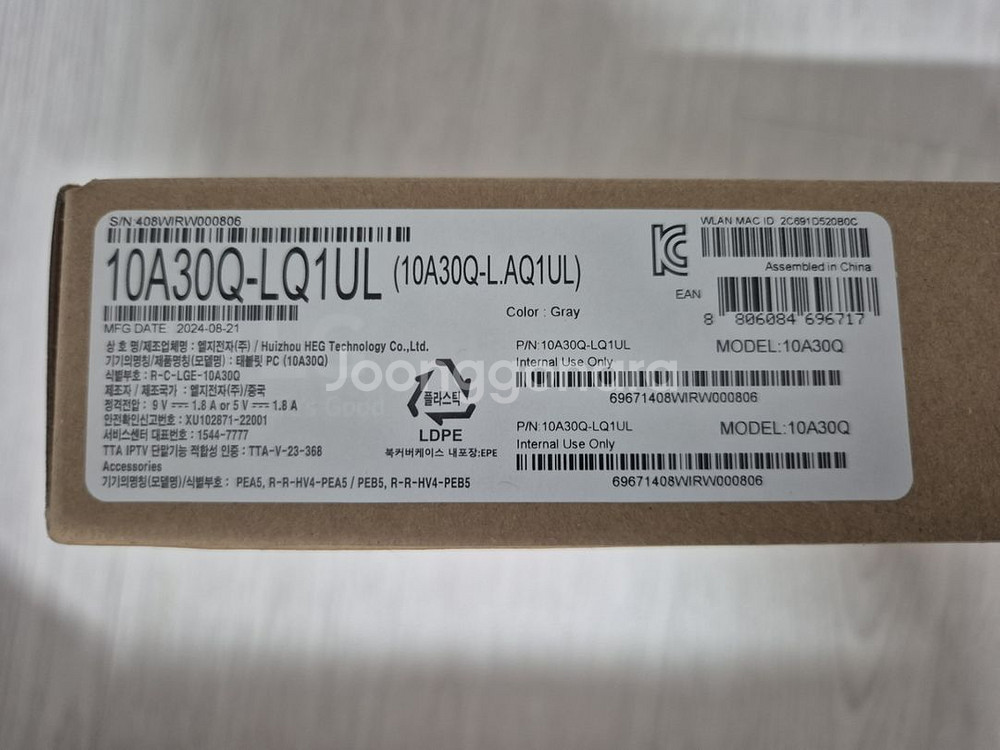 S/N:408WIRW000806
10A30Q-LQ1UL (10A30Q-L.AQ1UL)
MFG DATE 2024-08-21
Color : Gray
상 호 명/제조업체명 : 엘지전자(주) / Huizhou HEG Technology Co.,Ltd.
기기의명칭/제품명칭(모델명) : 태블릿 PC (10A30Q)
식별부호 : R-C-LGE-10A30Q
제조자 / 제조국가 : 엘지전자(주)/중국
정격전압 : 9 V 1.8 A or 5 V 1.8 A
안전확인신고번호 : XU102871-22001
서비스센터 대표번호 : 1544-7777
TTA IPTV 단말기능 적합성 인증 : TTA-V-23-368
Accessories
기기의명칭(모델명)/식별부호 : PEA5, R-R-HV4-PEA5 / PEB5, R-R-HV4-PEB5
플라스틱
LDPE
북커버케이스 내포장:EPE
WLAN MAC ID 2C691D520B0C
Assembled in China
EAN
8 806084 696717
P/N:10A30Q-LQ1UL
MODEL:10A30Q
Internal Use Only
69671408WIRW000806
P/N:10A30Q-LQ1UL
MODEL:10A30Q
Internal Use Only
69671408WIRW000806
Joonggonara